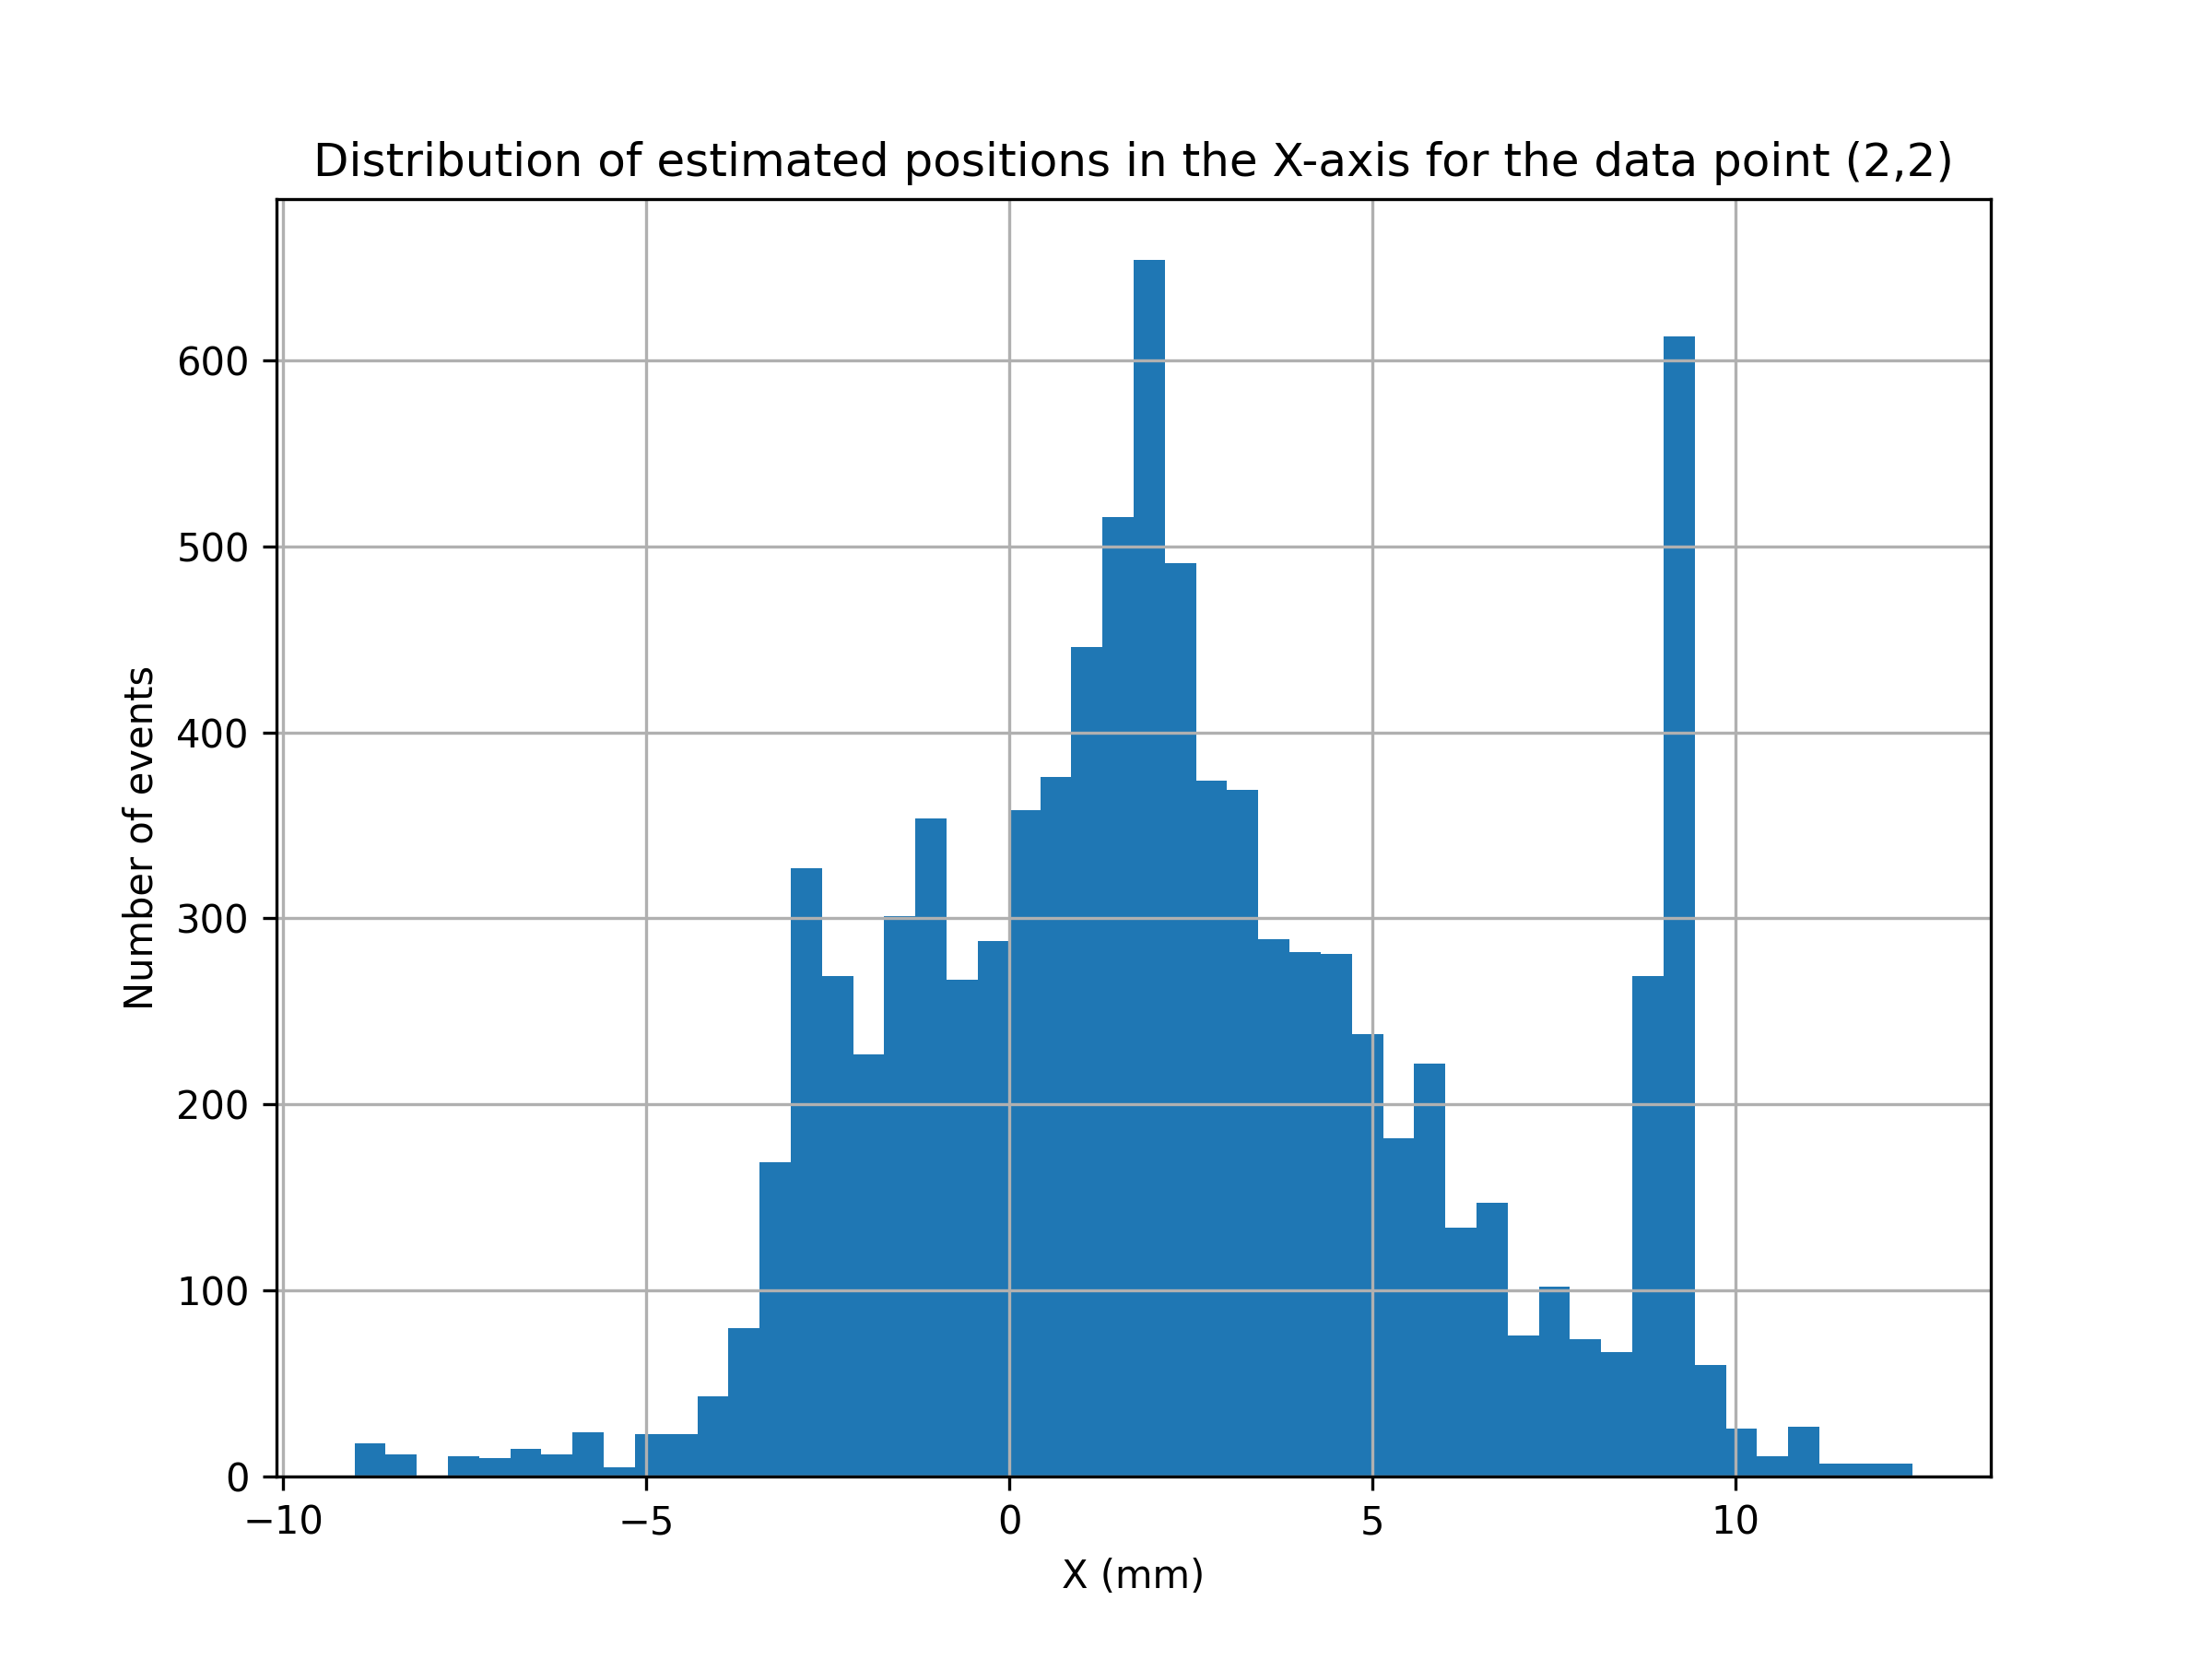 Distribution of estimated positions in the X-axis for the data point (2,2)
Number of events
600
500
400
300
200
100
0
−10 −5 0 5 10
X (mm)